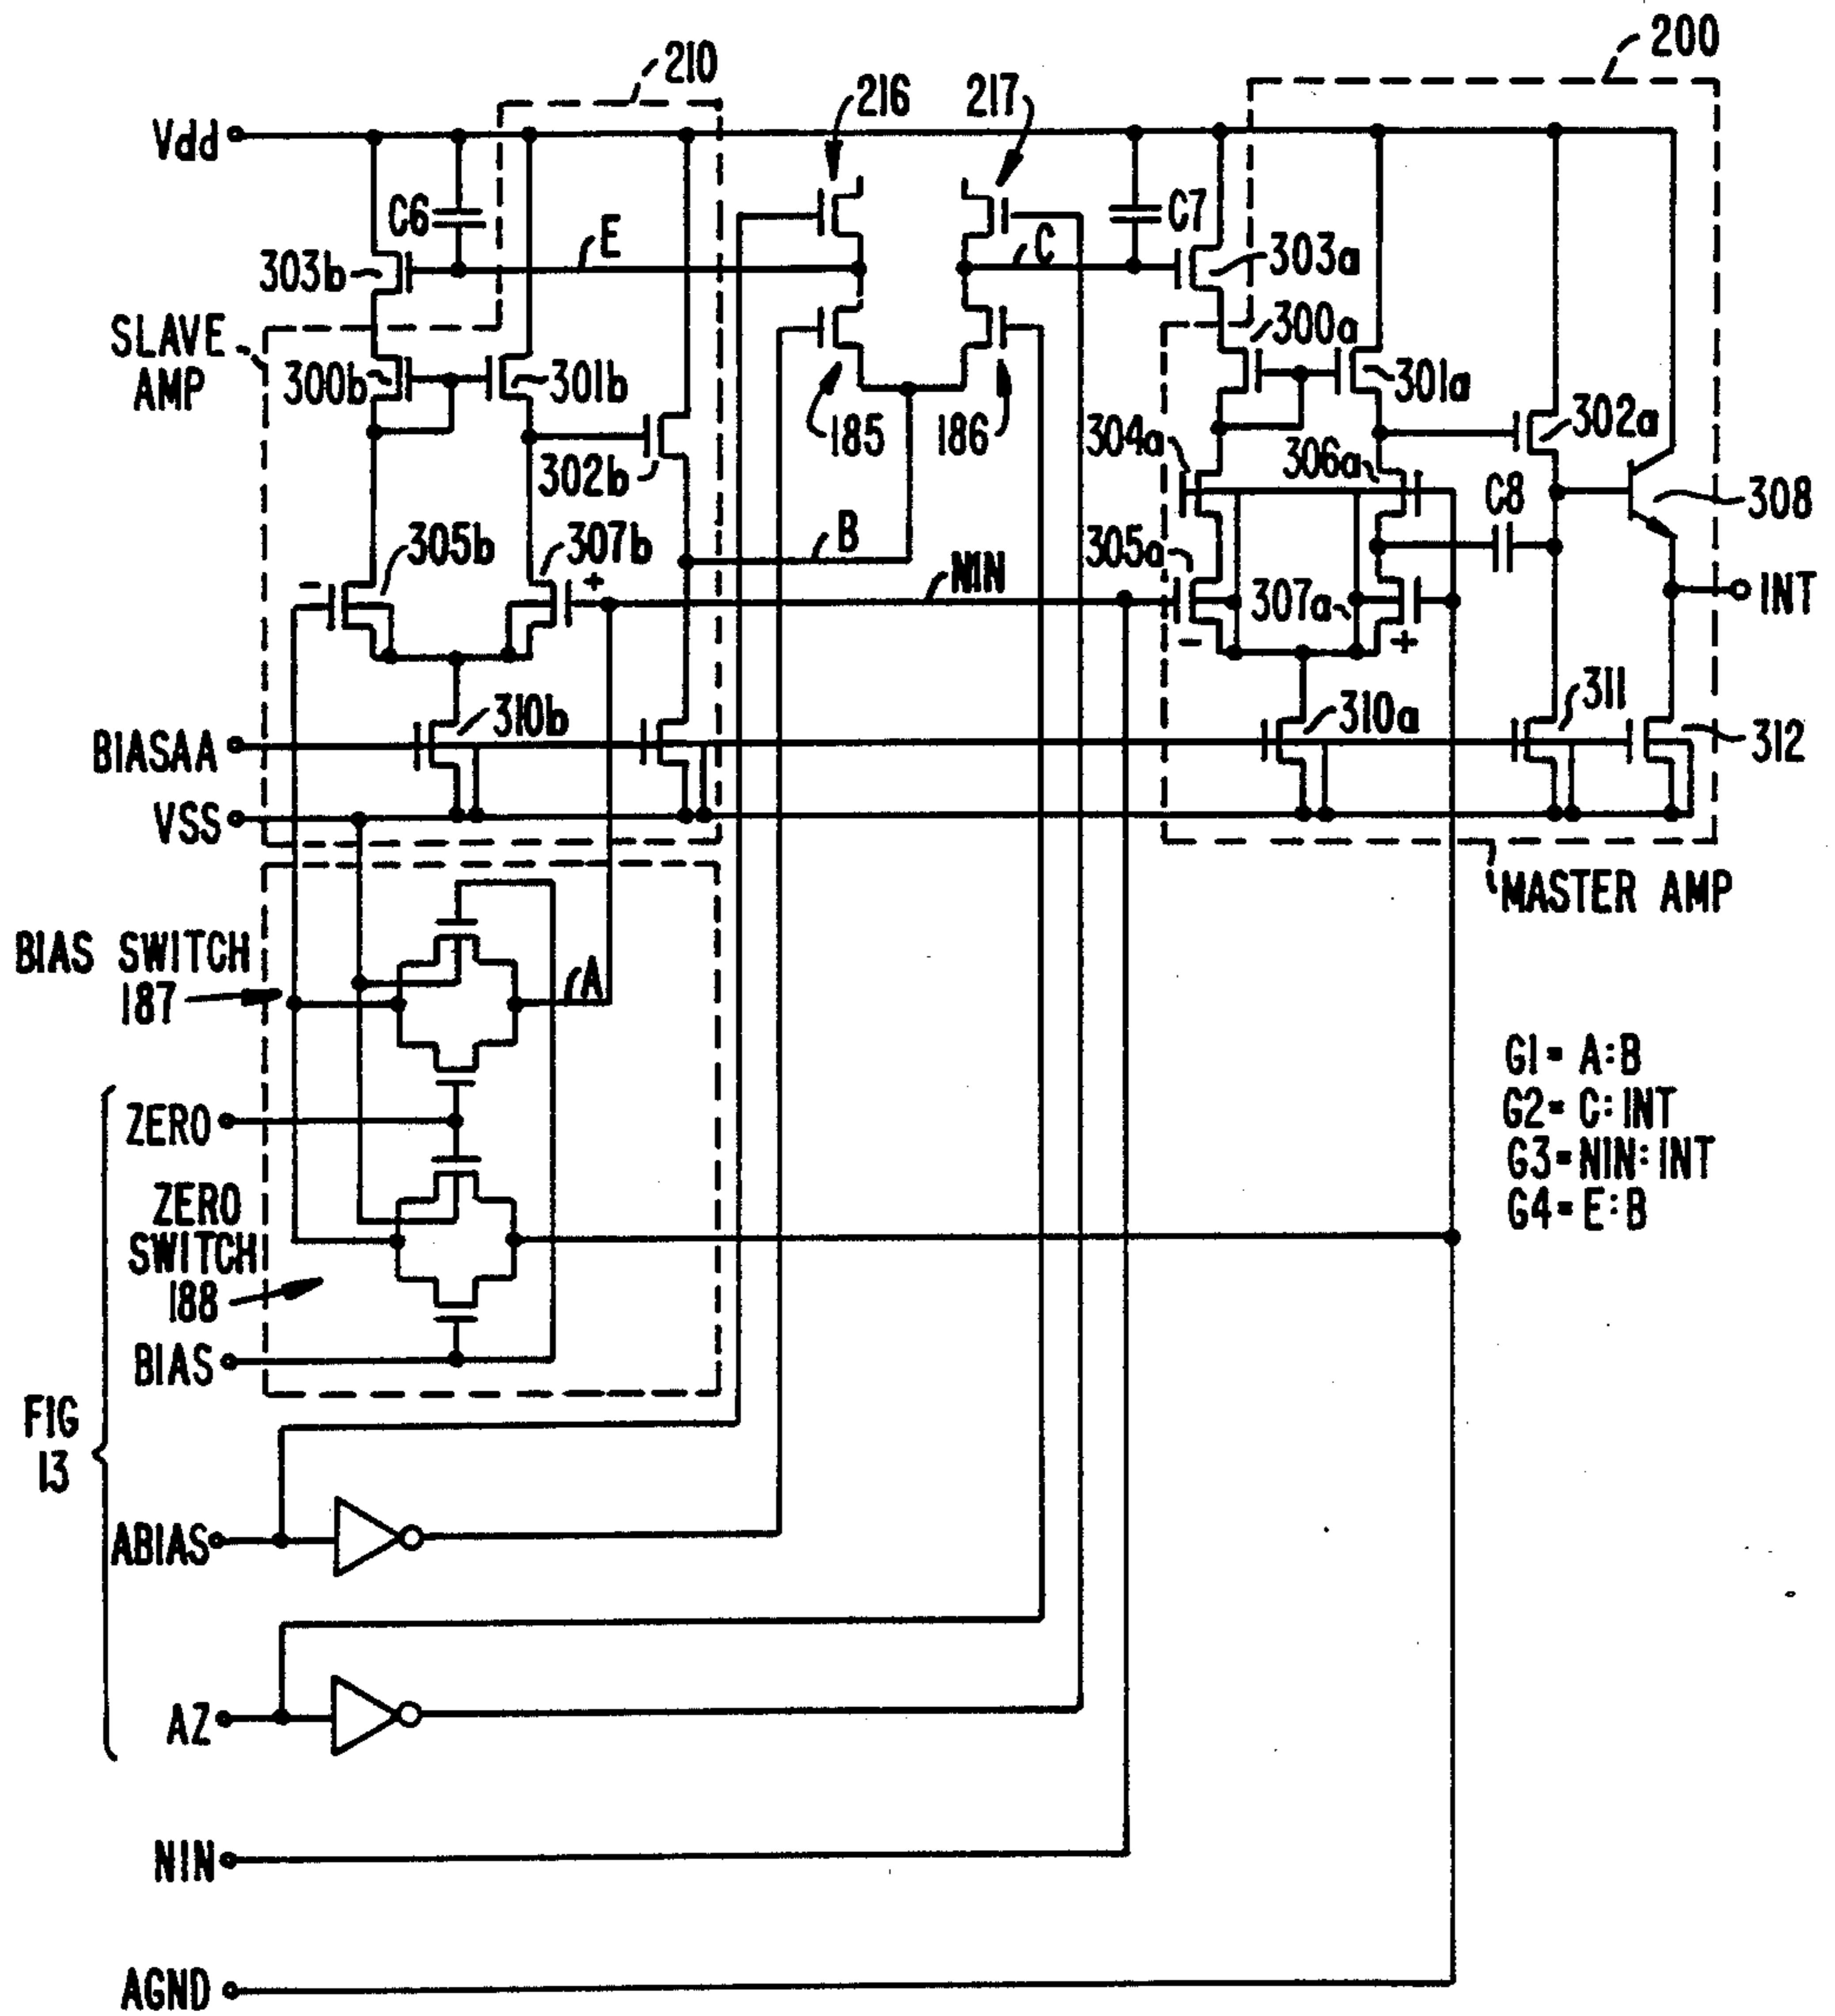 210
200
216
217
Vdd
C6
E
C
C7
303b
303a
SLAVE
AMP
300b
301b
300a
301a
185
186
302b
302a
304a
306a
C8
308
B
305b
307b
305a
NIN
307a
INT
-
+
-
+
310b
310a
311
312
BIASAA
VSS
MASTER AMP
BIAS SWITCH
187
A
ZERO
ZERO
SWITCH
188
BIAS
G1= A:B
G2= C:INT
G3=NIN:INT
G4= E:B
FIG
13
ABIAS
AZ
NIN
AGND